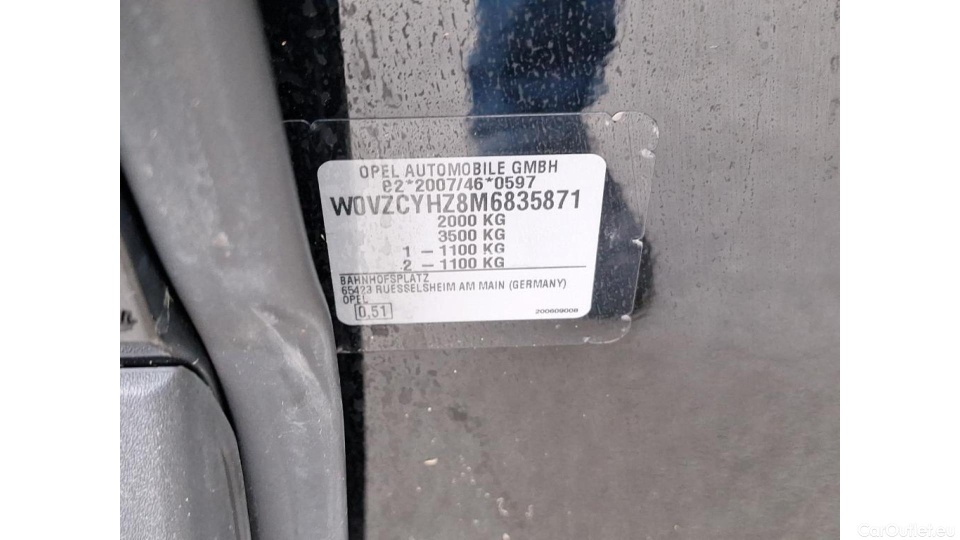 OPEL AUTOMOBILE GMBH
e2*2007/46*0597
W0VZCYHZ8M6835871
2000 KG
3500 KG
1 - 1100 KG
2 - 1100 KG
BAHNHOFSPLATZ
65423 RUESSELSHEIM AM MAIN (GERMANY)
OPEL
0,51
200609008
CarOutlet.eu